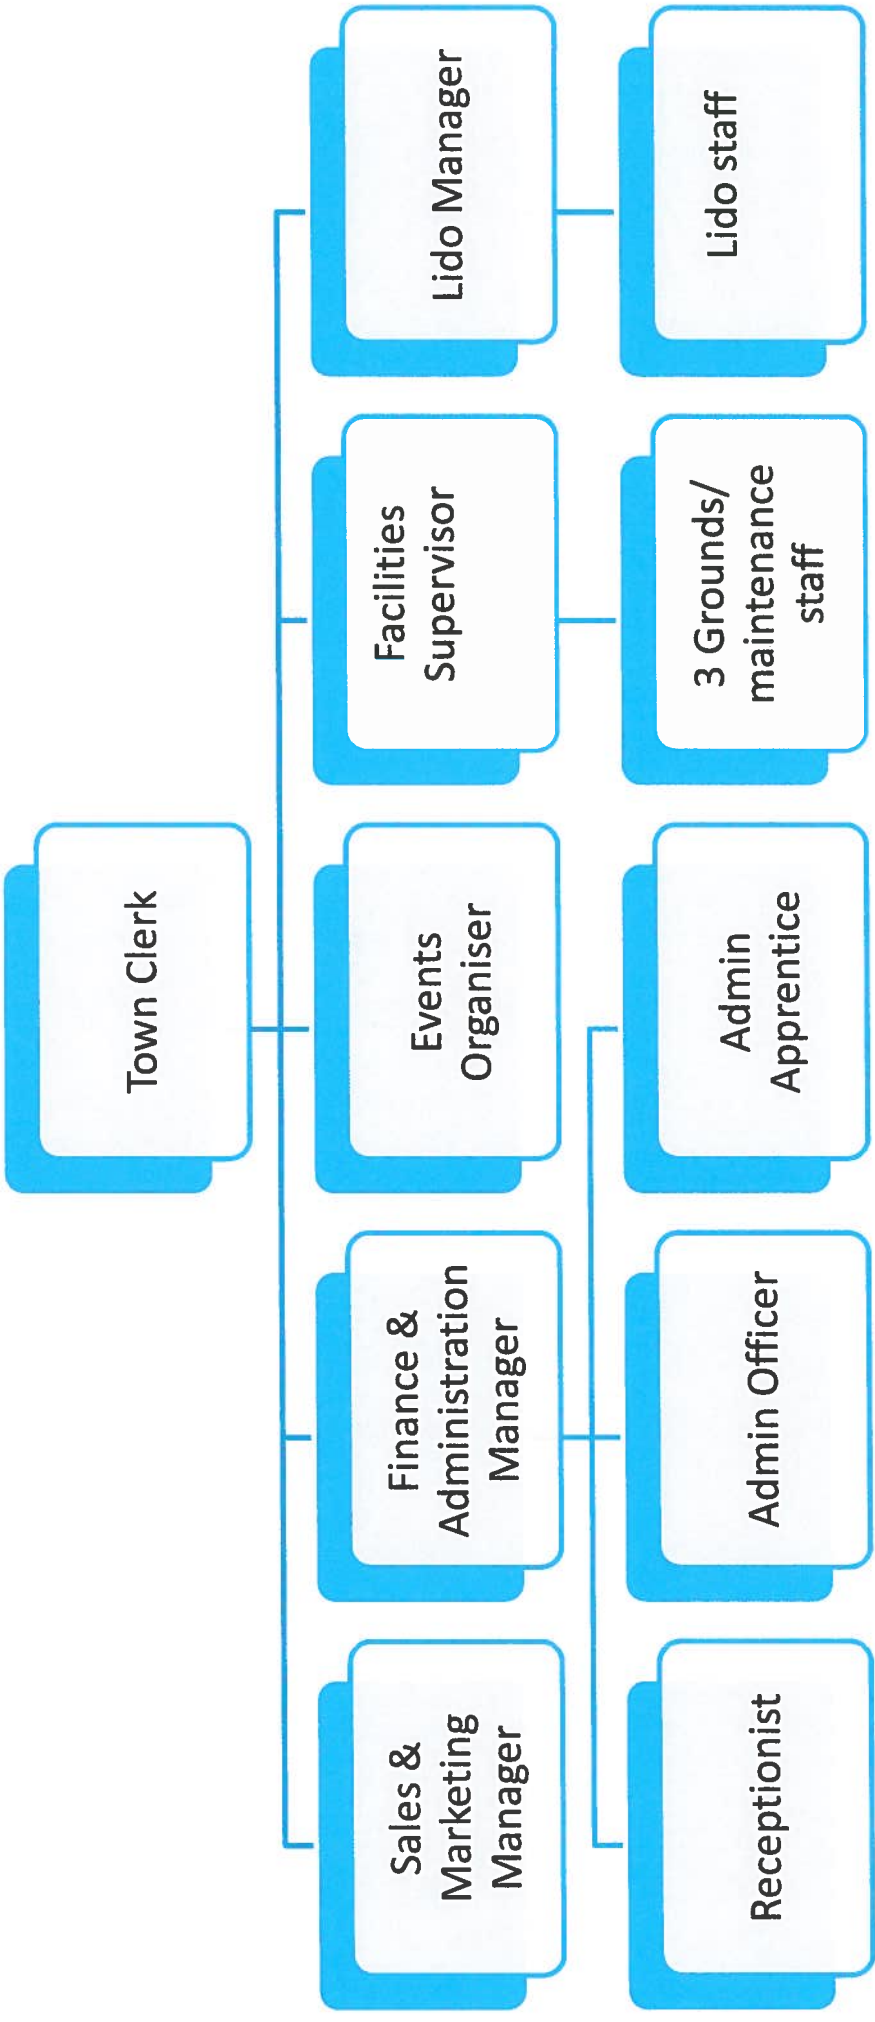 Town Clerk
Sales &
Marketing
Manager
Finance &
Administration
Manager
Events
Organiser
Facilities
Supervisor
Lido Manager
Receptionist
Admin Officer
Admin
Apprentice
3 Grounds/
maintenance
staff
Lido staff